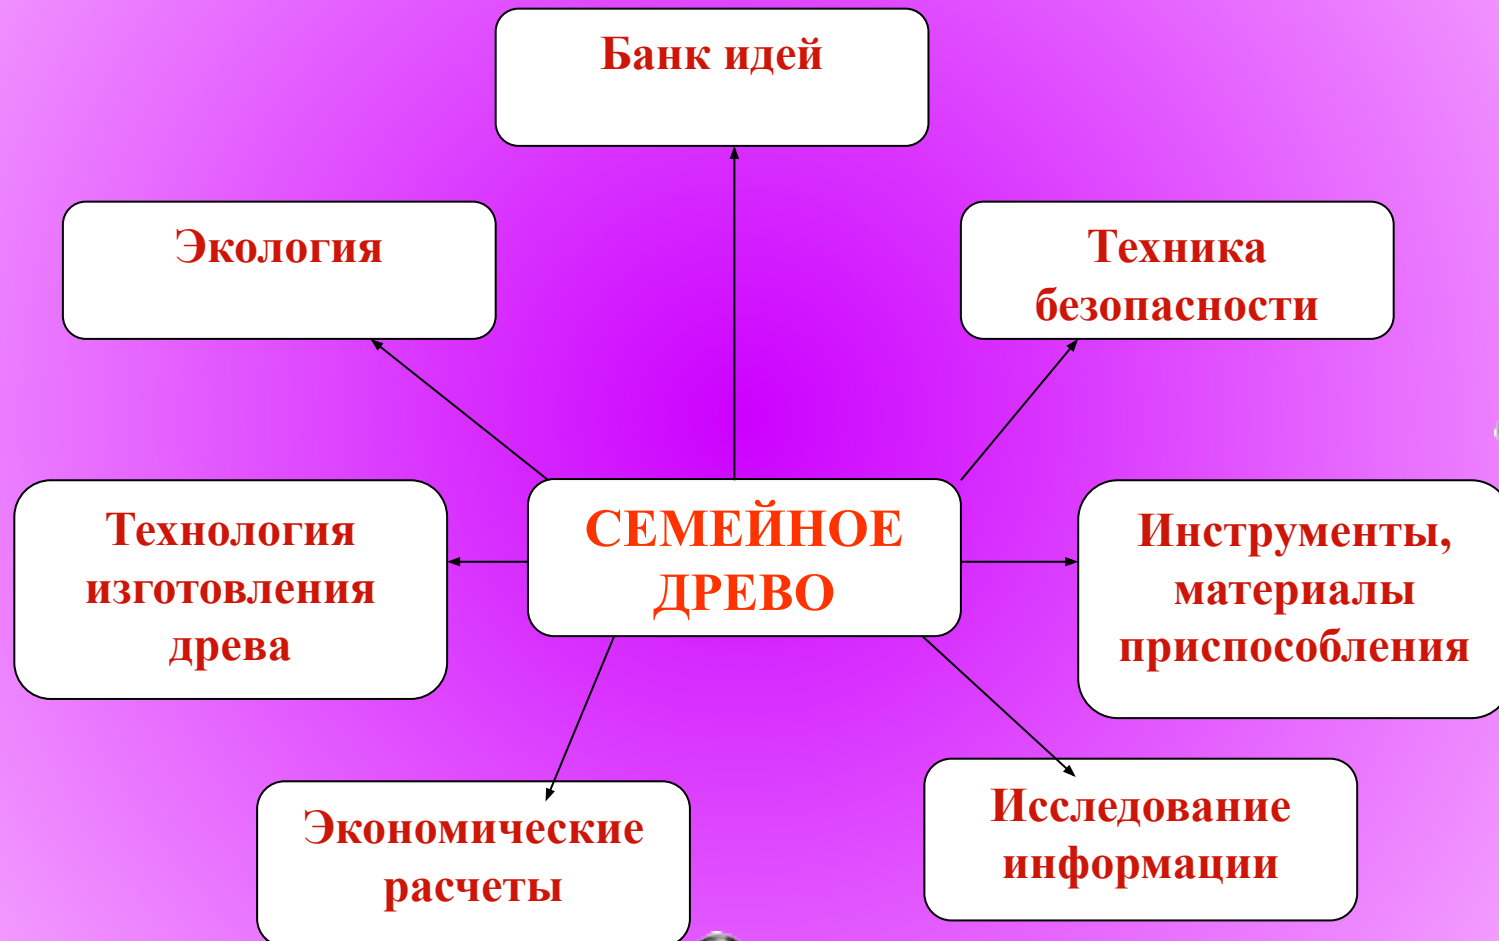 Банк идей
Экология
Техника
безопасности
Технология
изготовления
древа
СЕМЕЙНОЕ
ДРЕВО
Инструменты,
материалы
приспособления
Экономические
расчеты
Исследование
информации